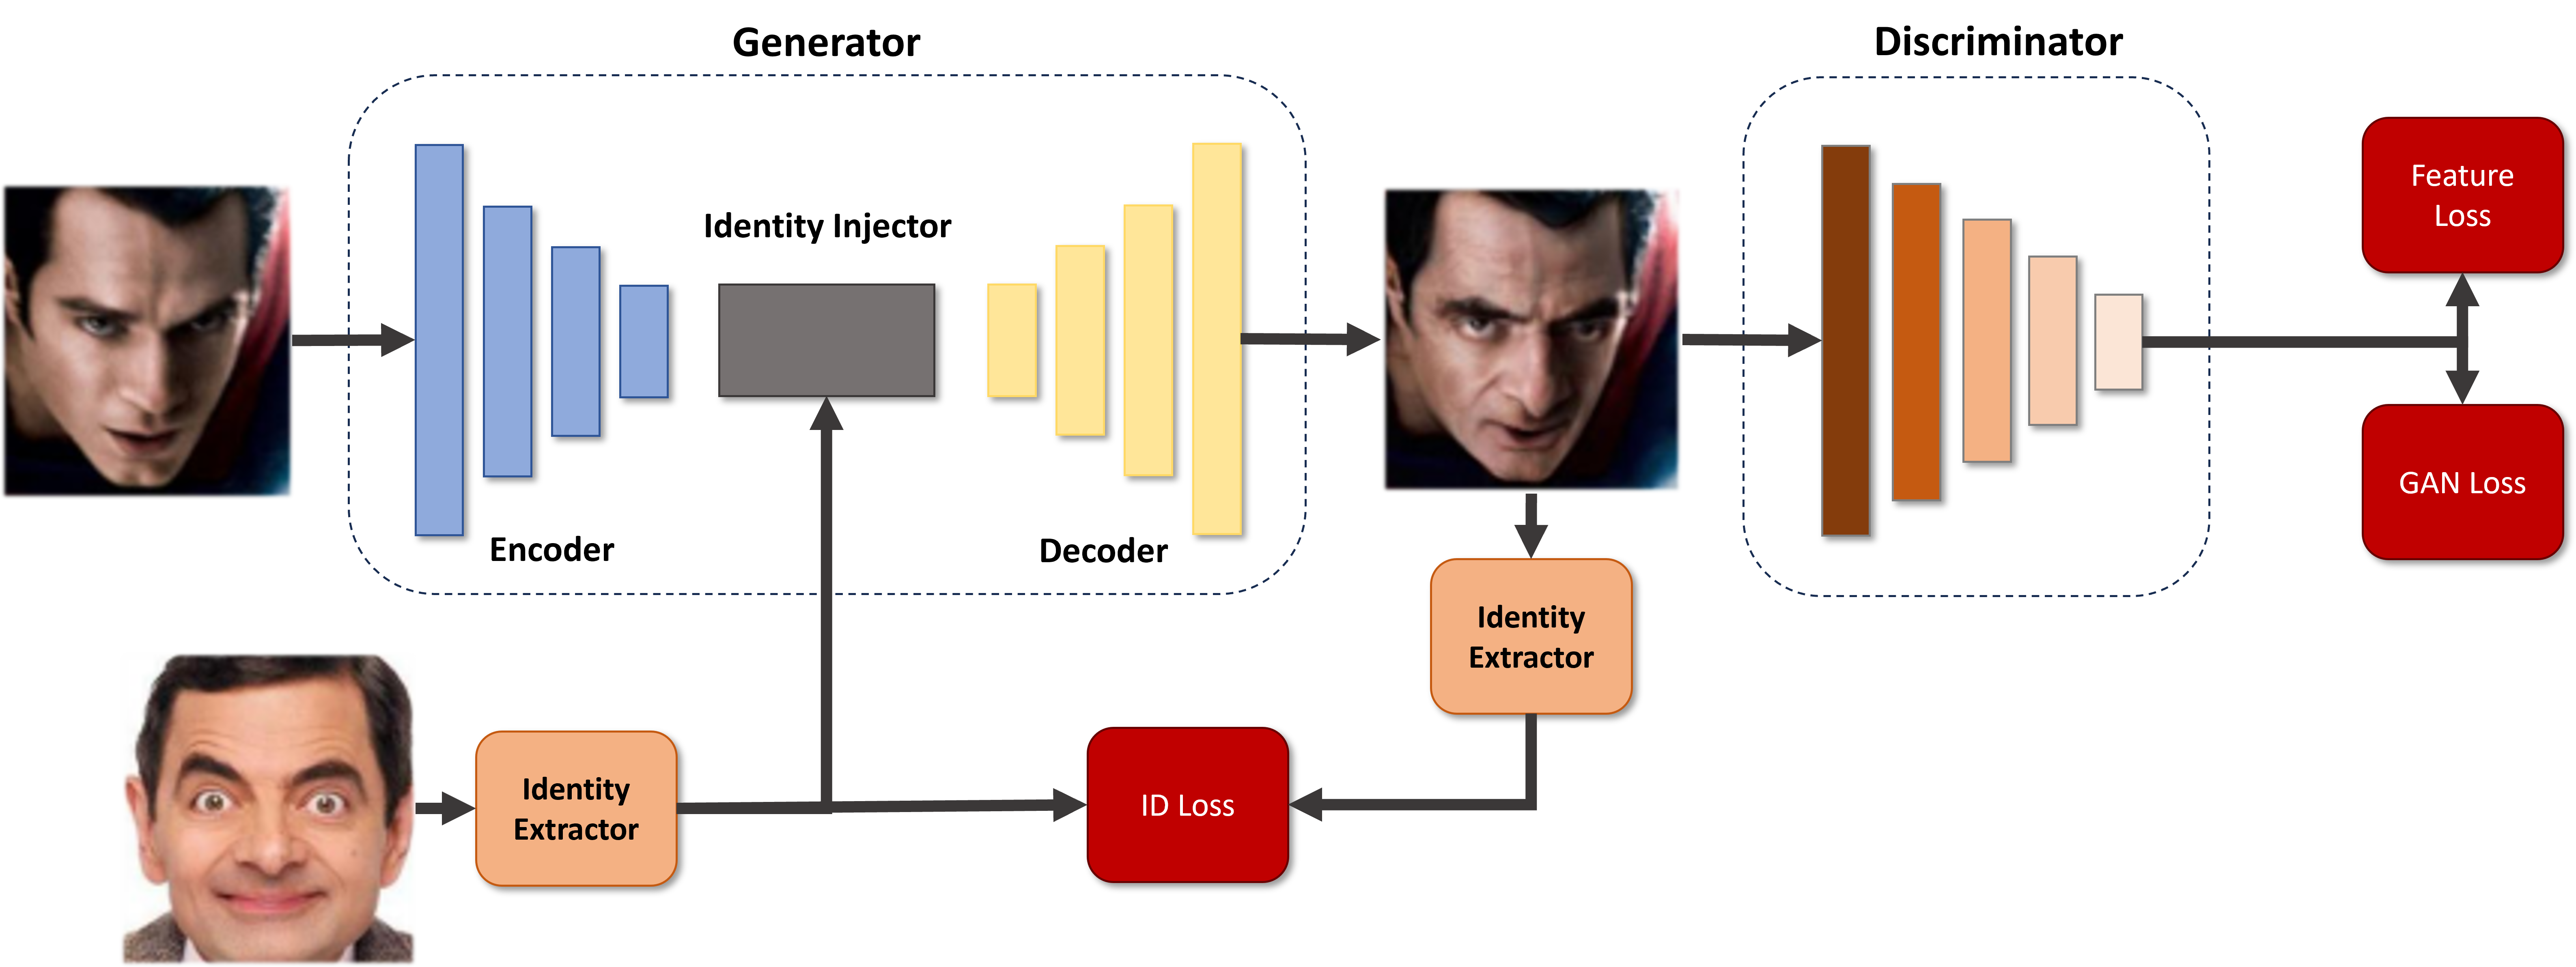 Generator
Discriminator
Identity Injector
Encoder
Decoder
Feature
Loss
GAN Loss
Identity
Extractor
Identity
Extractor
ID Loss